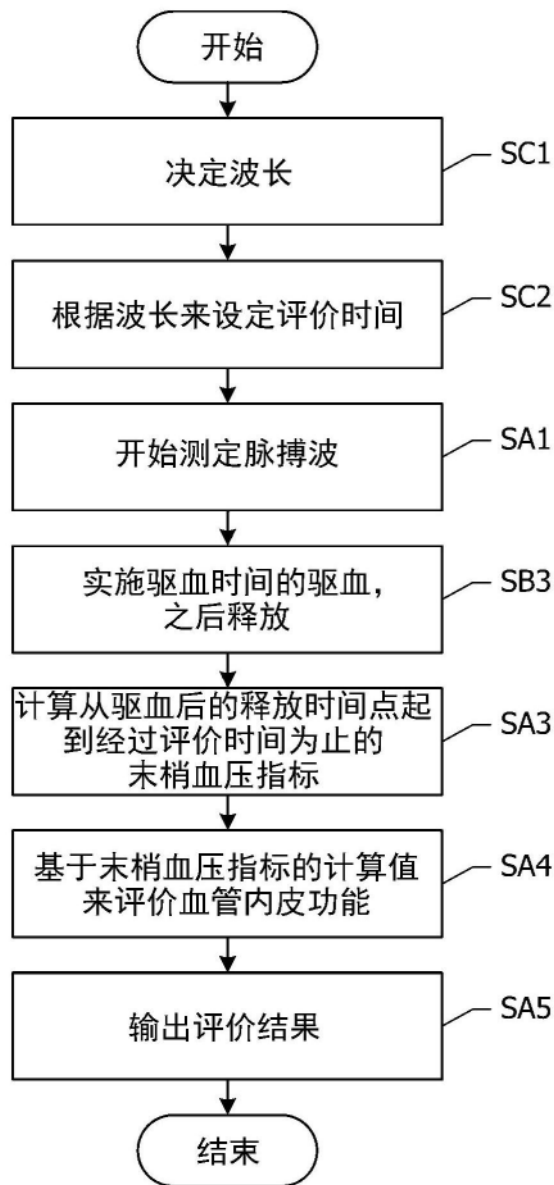 开始
决定波长
SC1
根据波长来设定评价时间
SC2
开始测定脉搏波
SA1
实施驱血时间的驱血，
之后释放
SB3
计算从驱血后的释放时间点起
到经过评价时间为止的
末梢血压指标
SA3
基于末梢血压指标的计算值
来评价血管内皮功能
SA4
输出评价结果
SA5
结束